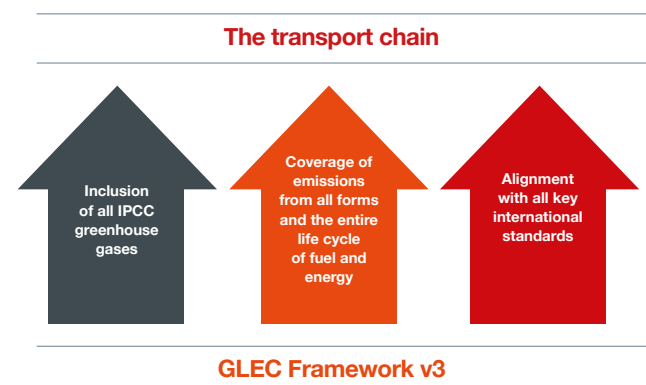 The transport chain
Inclusion
of all IPCC
greenhouse
gases
Coverage of
emissions
from all forms
and the entire
life cycle
of fuel and
energy
Alignment
with all key
international
standards
GLEC Framework v3